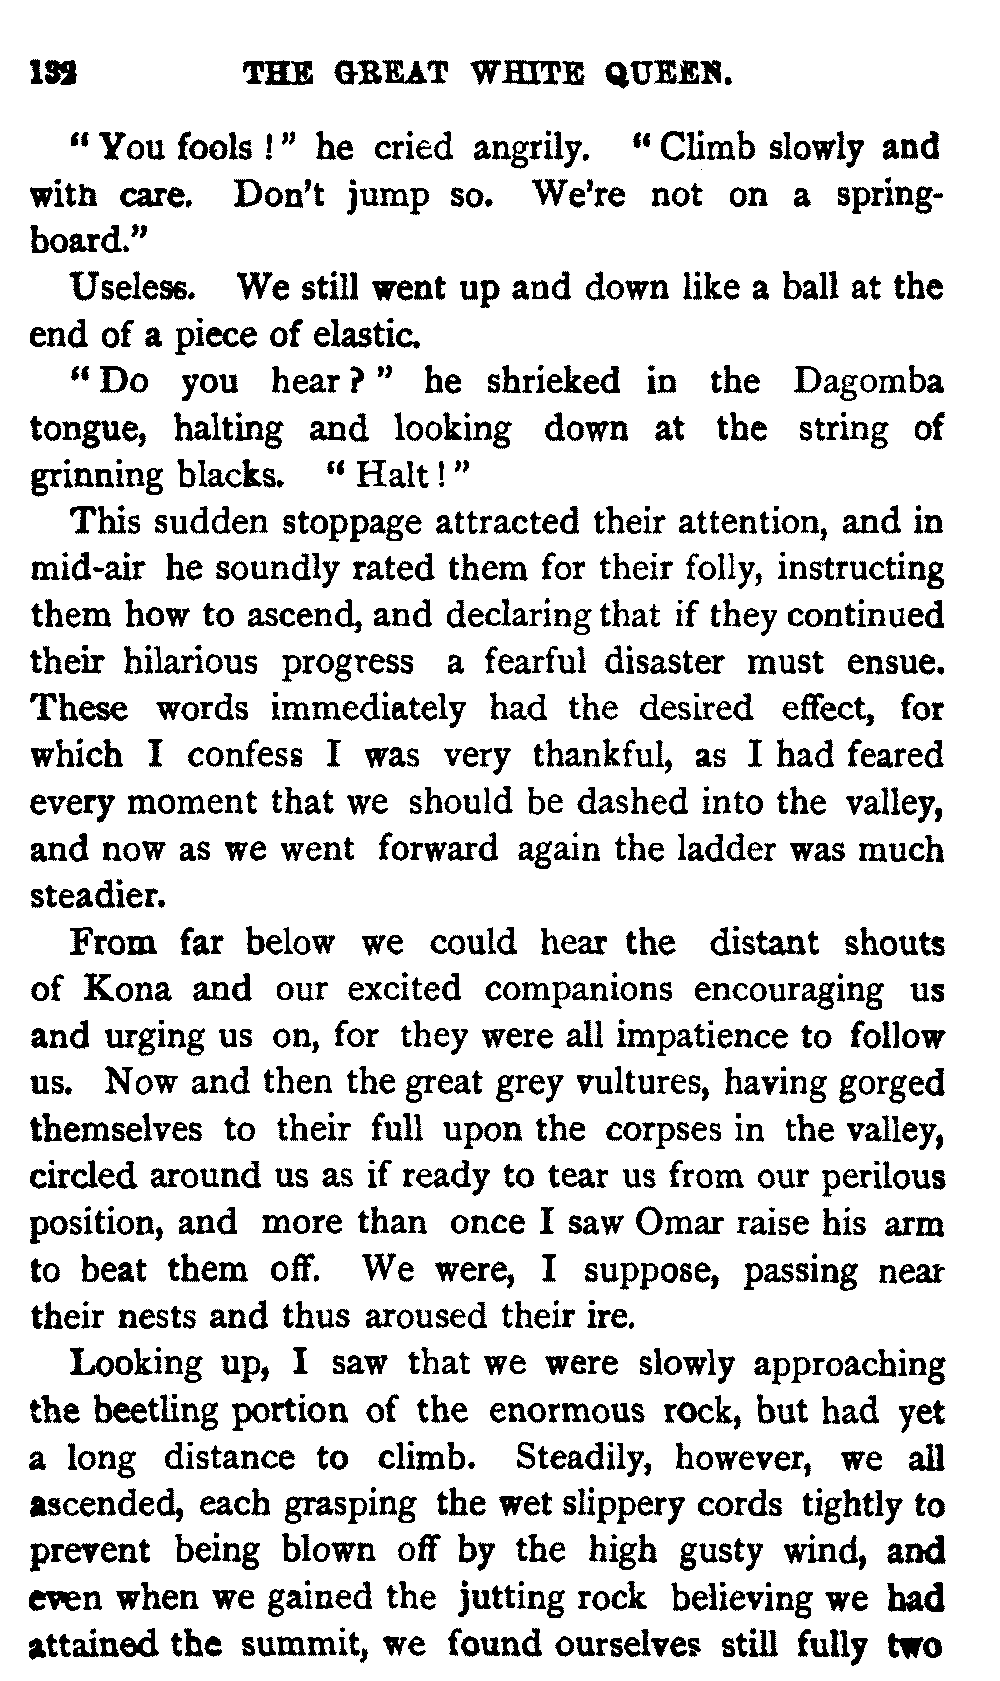 132 THE GREAT WHITE QUEEN.
"You fools!" he cried angrily. "Climb slowly and
with care. Don't jump so. We're not on a spring-
board."
Useless. We still went up and down like a ball at the
end of a piece of elastic.
"Do you hear?" he shrieked in the Dagomba
tongue, halting and looking down at the string of
grinning blacks. "Halt!"
This sudden stoppage attracted their attention, and in
mid-air he soundly rated them for their folly, instructing
them how to ascend, and declaring that if they continued
their hilarious progress a fearful disaster must ensue.
These words immediately had the desired effect, for
which I confess I was very thankful, as I had feared
every moment that we should be dashed into the valley,
and now as we went forward again the ladder was much
steadier.
From far below we could hear the distant shouts
of Kona and our excited companions encouraging us
and urging us on, for they were all impatience to follow
us. Now and then the great grey vultures, having gorged
themselves to their full upon the corpses in the valley,
circled around us as if ready to tear us from our perilous
position, and more than once I saw Omar raise his arm
to beat them off. We were, I suppose, passing near
their nests and thus aroused their ire.
Looking up, I saw that we were slowly approaching
the beetling portion of the enormous rock, but had yet
a long distance to climb. Steadily, however, we all
ascended, each grasping the wet slippery cords tightly to
prevent being blown off by the high gusty wind, and
even when we gained the jutting rock believing we had
attained the summit, we found ourselves still fully two